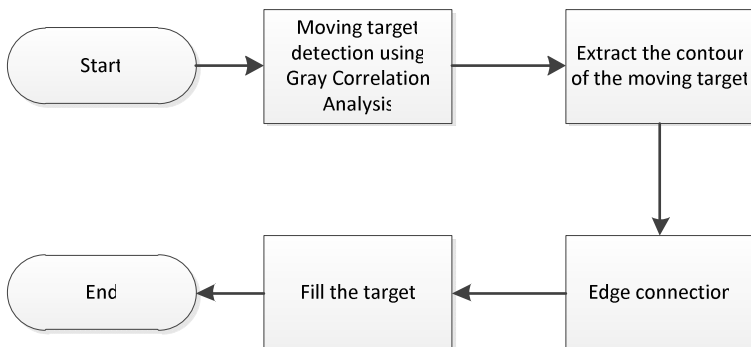 Start
Moving target
detection using
Gray Correlation
Analysis
Extract the contour
of the moving target
Edge connection
Fill the target
End